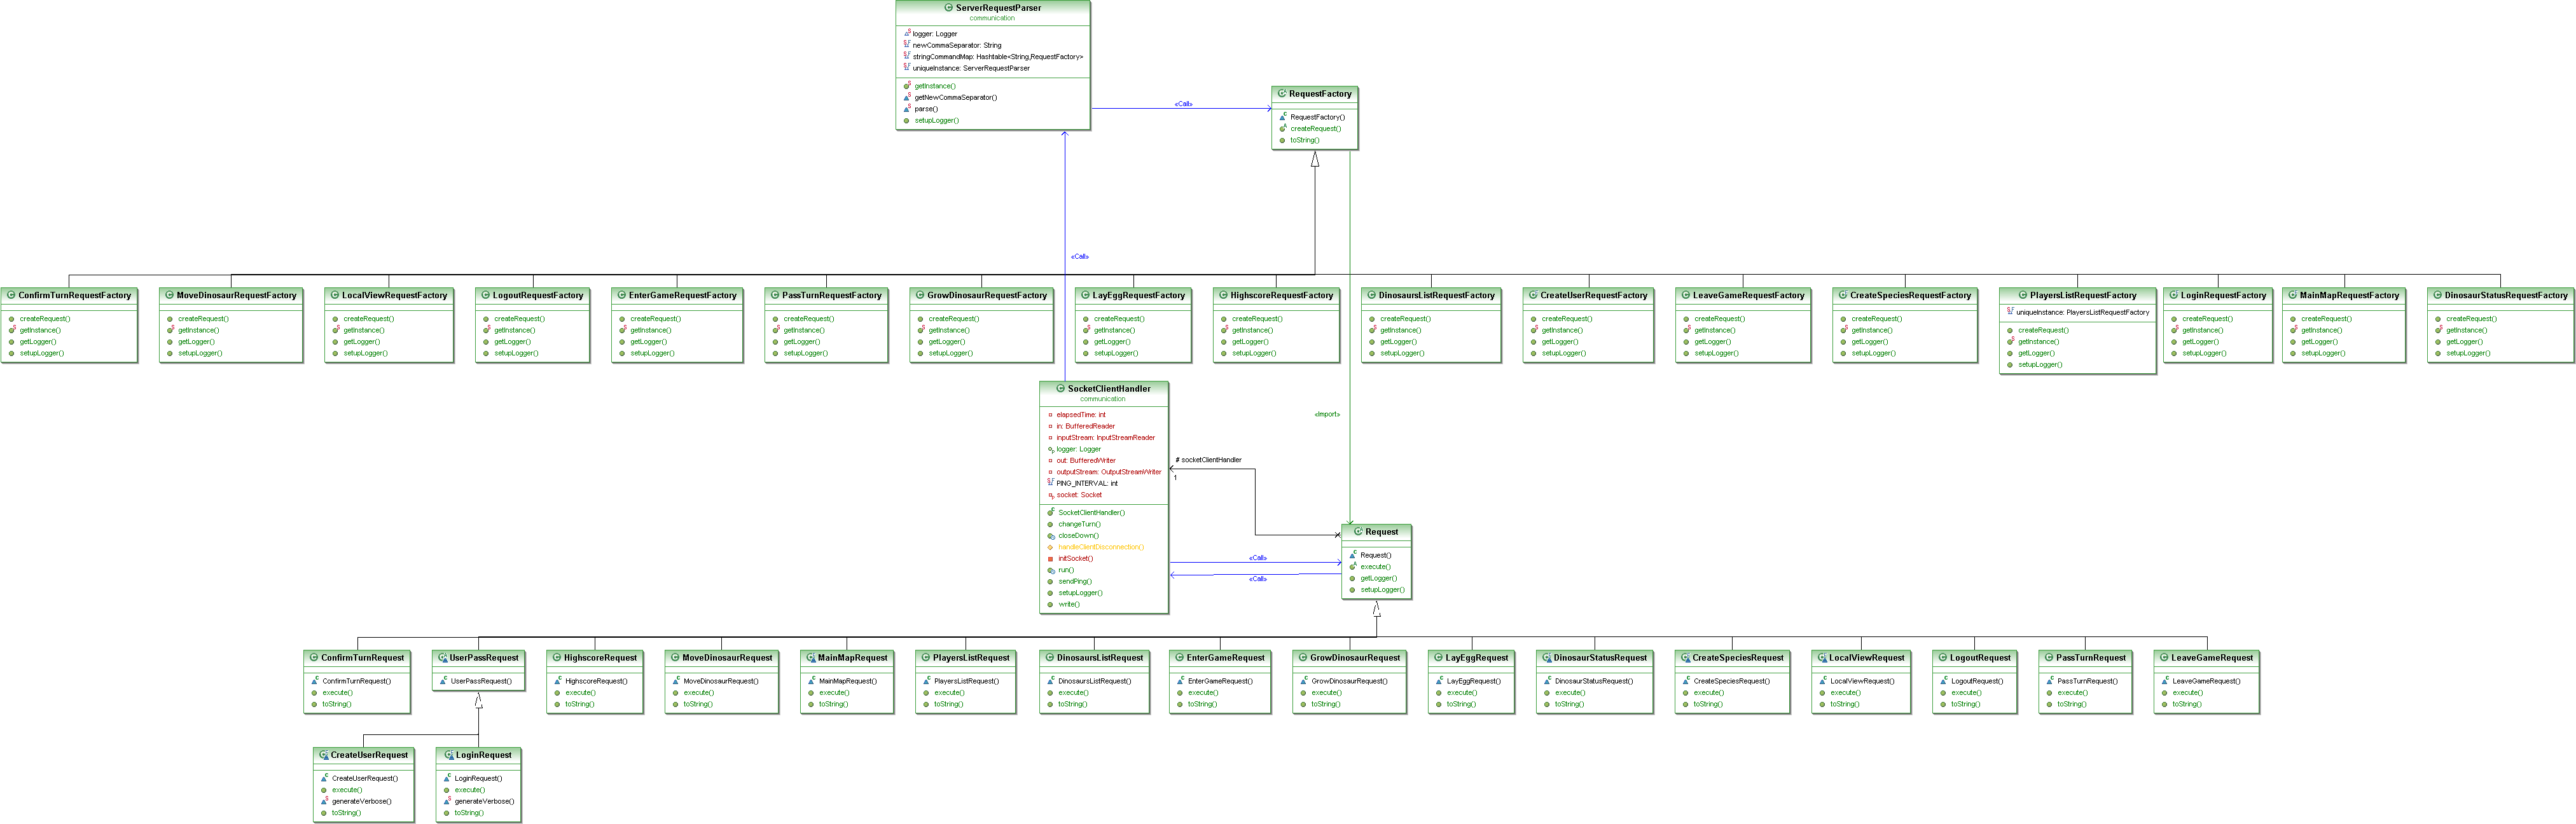 ServerRequestParser
communication
logger: Logger
newCommaSeparator: String
stringCommandMap: Hashtable<String,RequestFactory>
uniqueInstance: ServerRequestParser
getInstance()
getNewCommaSeparator()
parse()
setupLogger()
«Call»
RequestFactory
RequestFactory()
createRequest()
toString()
«Call»
ConfirmTurnRequestFactory
createRequest()
getInstance()
getLogger()
setupLogger()
MoveDinosaurRequestFactory
createRequest()
getInstance()
getLogger()
setupLogger()
LocalViewRequestFactory
createRequest()
getInstance()
getLogger()
setupLogger()
LogoutRequestFactory
createRequest()
getInstance()
getLogger()
setupLogger()
EnterGameRequestFactory
createRequest()
getInstance()
getLogger()
setupLogger()
PassTurnRequestFactory
createRequest()
getInstance()
getLogger()
setupLogger()
GrowDinosaurRequestFactory
createRequest()
getInstance()
getLogger()
setupLogger()
LayEggRequestFactory
createRequest()
getInstance()
getLogger()
setupLogger()
HighscoreRequestFactory
createRequest()
getInstance()
getLogger()
setupLogger()
DinosaursListRequestFactory
createRequest()
getInstance()
getLogger()
setupLogger()
CreateUserRequestFactory
createRequest()
getInstance()
getLogger()
setupLogger()
LeaveGameRequestFactory
createRequest()
getInstance()
getLogger()
setupLogger()
CreateSpeciesRequestFactory
createRequest()
getInstance()
getLogger()
setupLogger()
PlayersListRequestFactory
uniqueInstance: PlayersListRequestFactory
createRequest()
getInstance()
getLogger()
setupLogger()
LoginRequestFactory
createRequest()
getInstance()
getLogger()
setupLogger()
MainMapRequestFactory
createRequest()
getInstance()
getLogger()
setupLogger()
DinosaurStatusRequestFactory
createRequest()
getInstance()
getLogger()
setupLogger()
SocketClientHandler
communication
elapsedTime: int
in: BufferedReader
inputStream: InputStreamReader
logger: Logger
out: BufferedWriter
outputStream: OutputStreamWriter
PING_INTERVAL: int
socket: Socket
SocketClientHandler()
changeTurn()
closeDown()
handleClientDisconnection()
initSocket()
run()
sendPing()
setupLogger()
write()
«Import»
# socketClientHandler
1
«Call»
«Call»
Request
Request()
execute()
getLogger()
setupLogger()
ConfirmTurnRequest
ConfirmTurnRequest()
execute()
toString()
UserPassRequest
UserPassRequest()
HighscoreRequest
HighscoreRequest()
execute()
toString()
MoveDinosaurRequest
MoveDinosaurRequest()
execute()
toString()
MainMapRequest
MainMapRequest()
execute()
toString()
PlayersListRequest
PlayersListRequest()
execute()
toString()
DinosaursListRequest
DinosaursListRequest()
execute()
toString()
EnterGameRequest
EnterGameRequest()
execute()
toString()
GrowDinosaurRequest
GrowDinosaurRequest()
execute()
toString()
LayEggRequest
LayEggRequest()
execute()
toString()
DinosaurStatusRequest
DinosaurStatusRequest()
execute()
toString()
CreateSpeciesRequest
CreateSpeciesRequest()
execute()
toString()
LocalViewRequest
LocalViewRequest()
execute()
toString()
LogoutRequest
LogoutRequest()
execute()
toString()
PassTurnRequest
PassTurnRequest()
execute()
toString()
LeaveGameRequest
LeaveGameRequest()
execute()
toString()
CreateUserRequest
CreateUserRequest()
execute()
generateVerbose()
toString()
LoginRequest
LoginRequest()
execute()
generateVerbose()
toString()